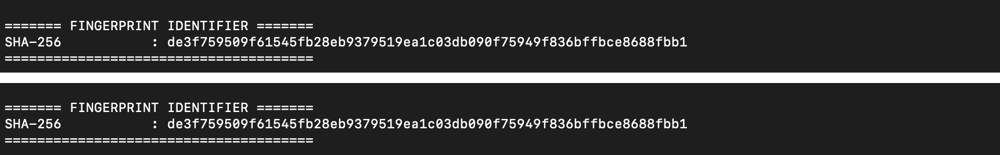 ======= FINGERPRINT IDENTIFIER =======
SHA-256           : de3f759509f61545fb28eb9379519ea1c03db090f75949f836bffbce8688fbb1
======================================
======= FINGERPRINT IDENTIFIER =======
SHA-256           : de3f759509f61545fb28eb9379519ea1c03db090f75949f836bffbce8688fbb1
======================================